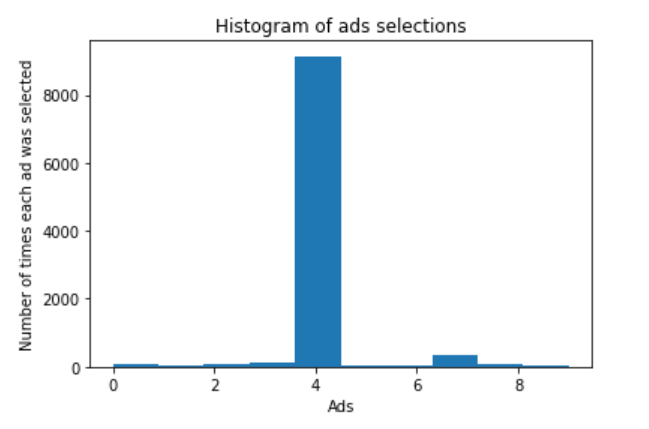 Histogram of ads selections
Number of times each ad was selected
8000
6000
4000
2000
0
0 2 4 6 8
Ads